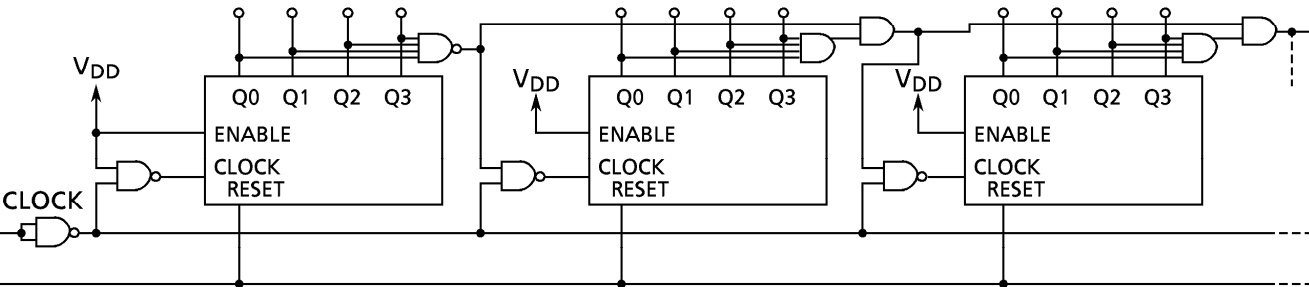 VDD
Q0 Q1 Q2 Q3
ENABLE
CLOCK
RESET
CLOCK
VDD
Q0 Q1 Q2 Q3
ENABLE
CLOCK
RESET
VDD
Q0 Q1 Q2 Q3
ENABLE
CLOCK
RESET